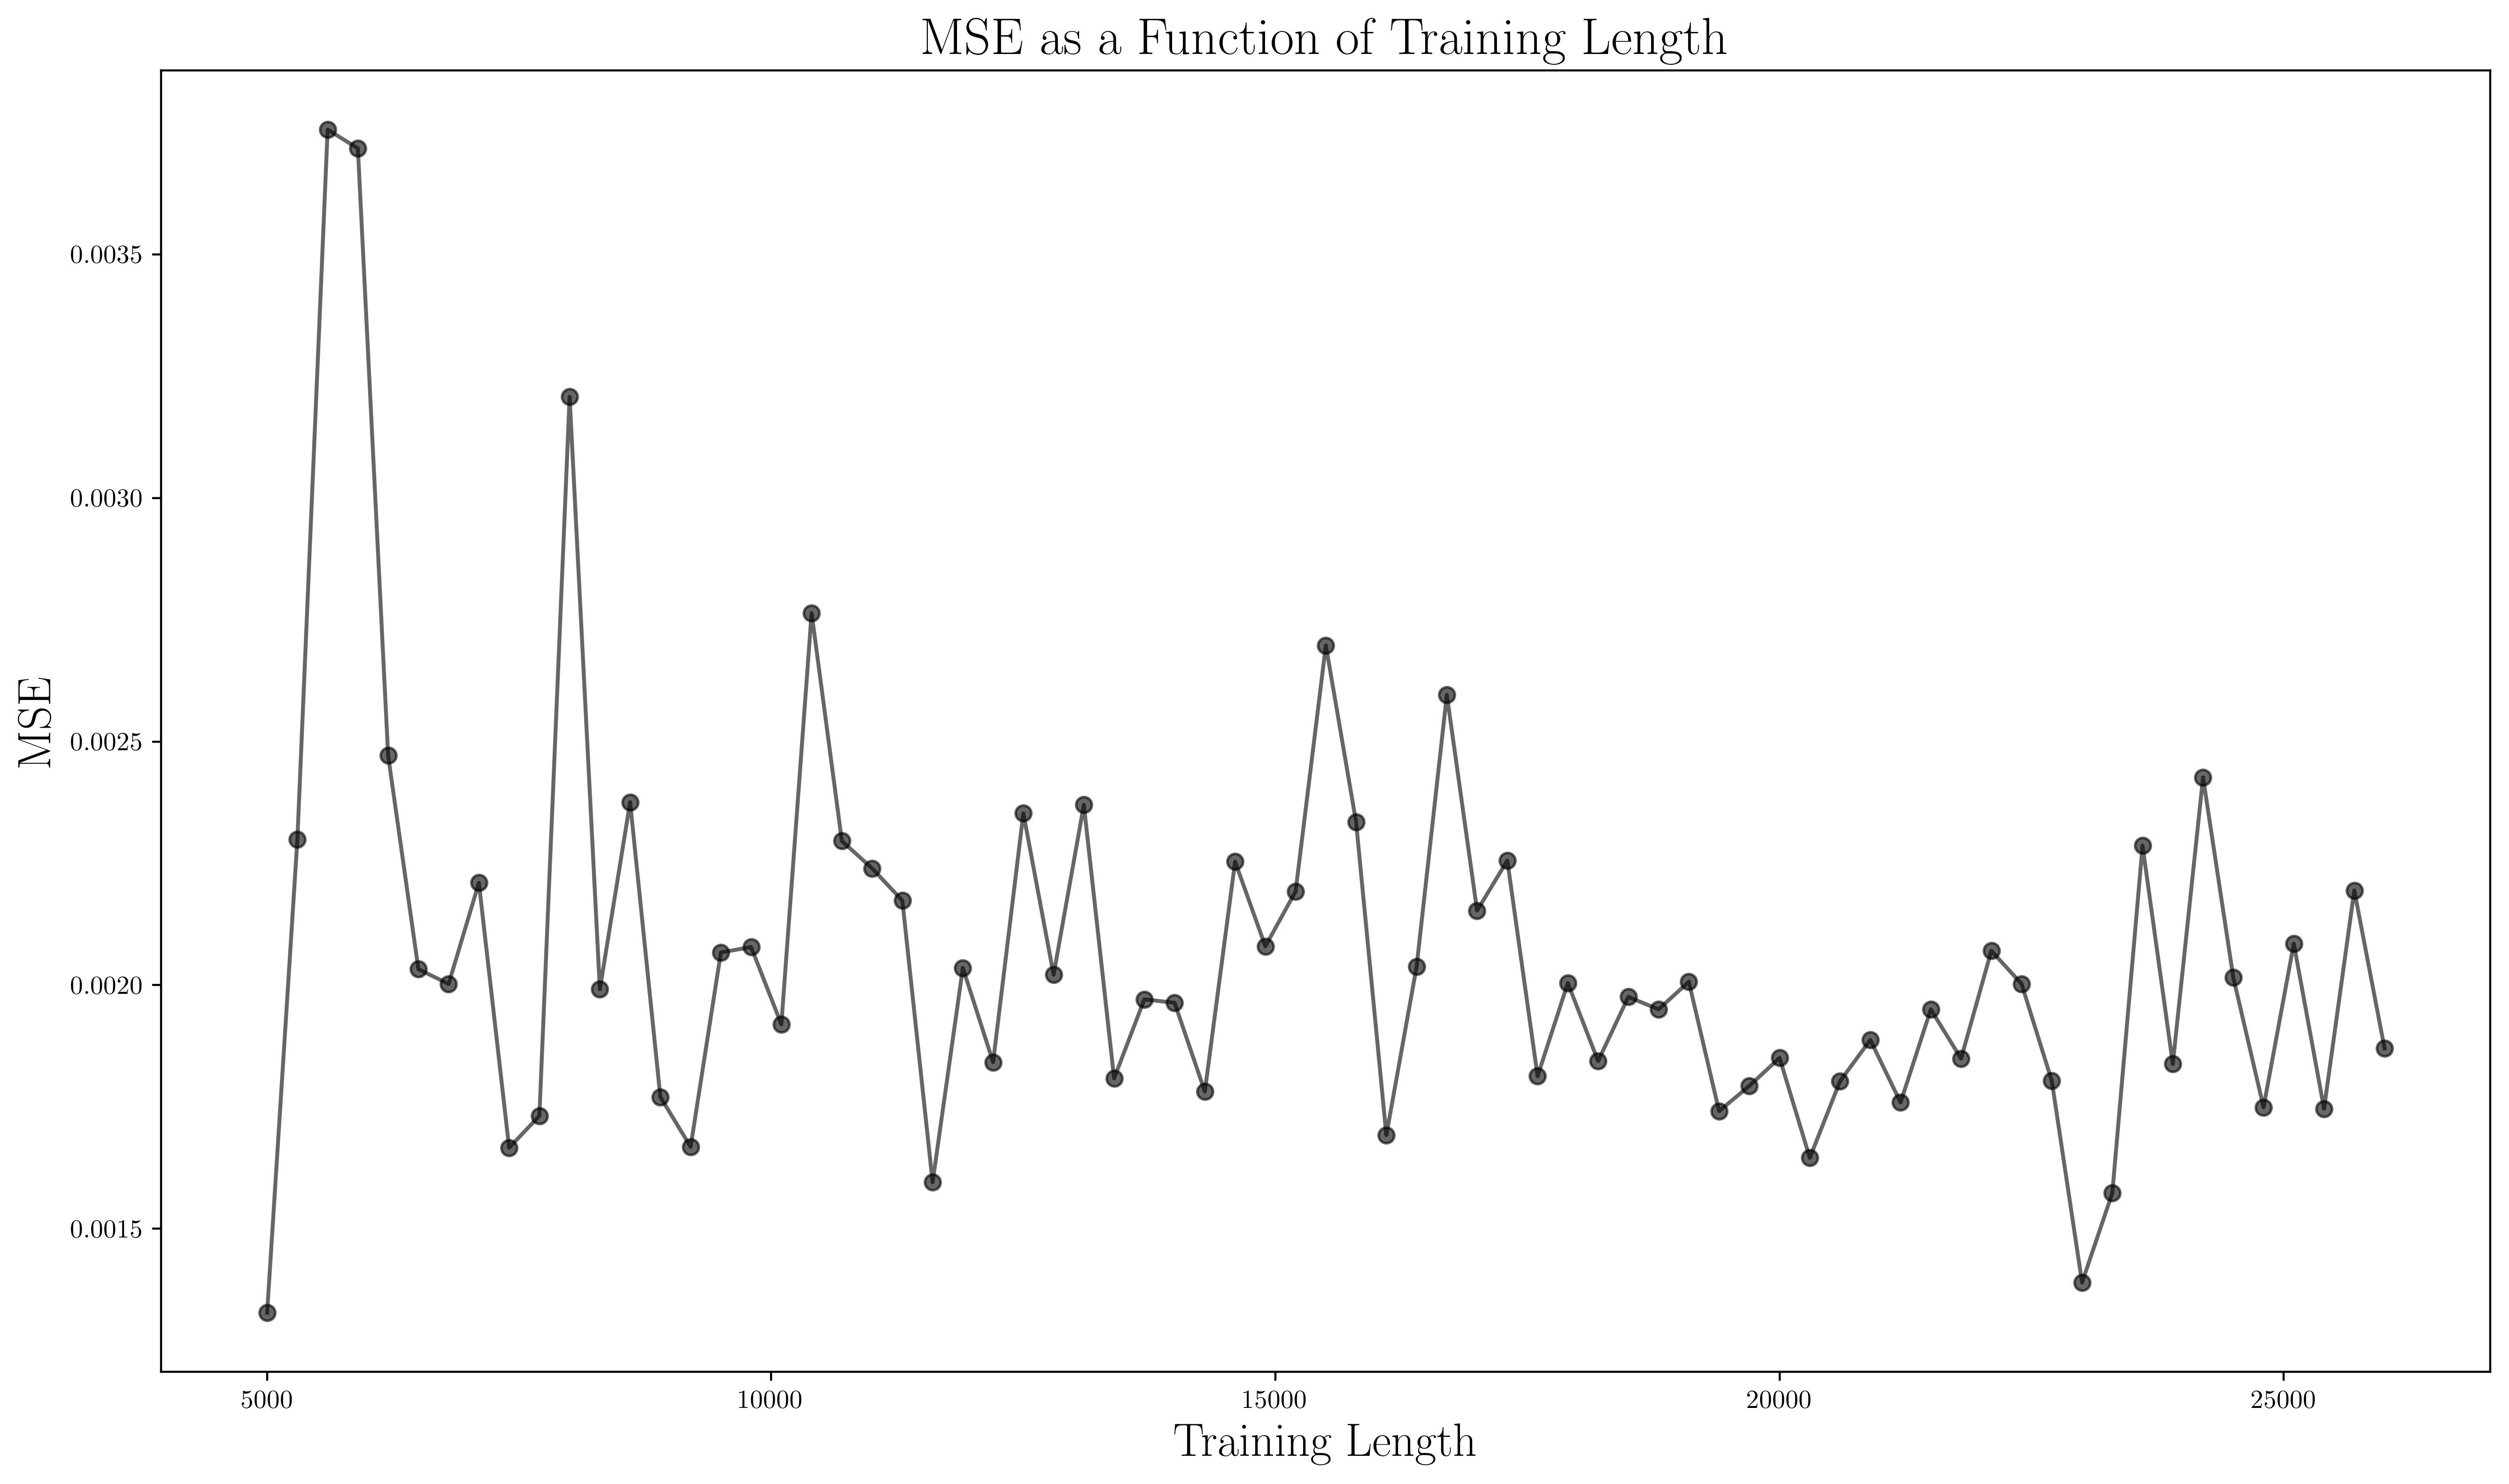 MSE as a Function of Training Length
MSE
0.0035
0.0030
0.0025
0.0020
0.0015
5000 10000 15000 20000 25000
Training Length